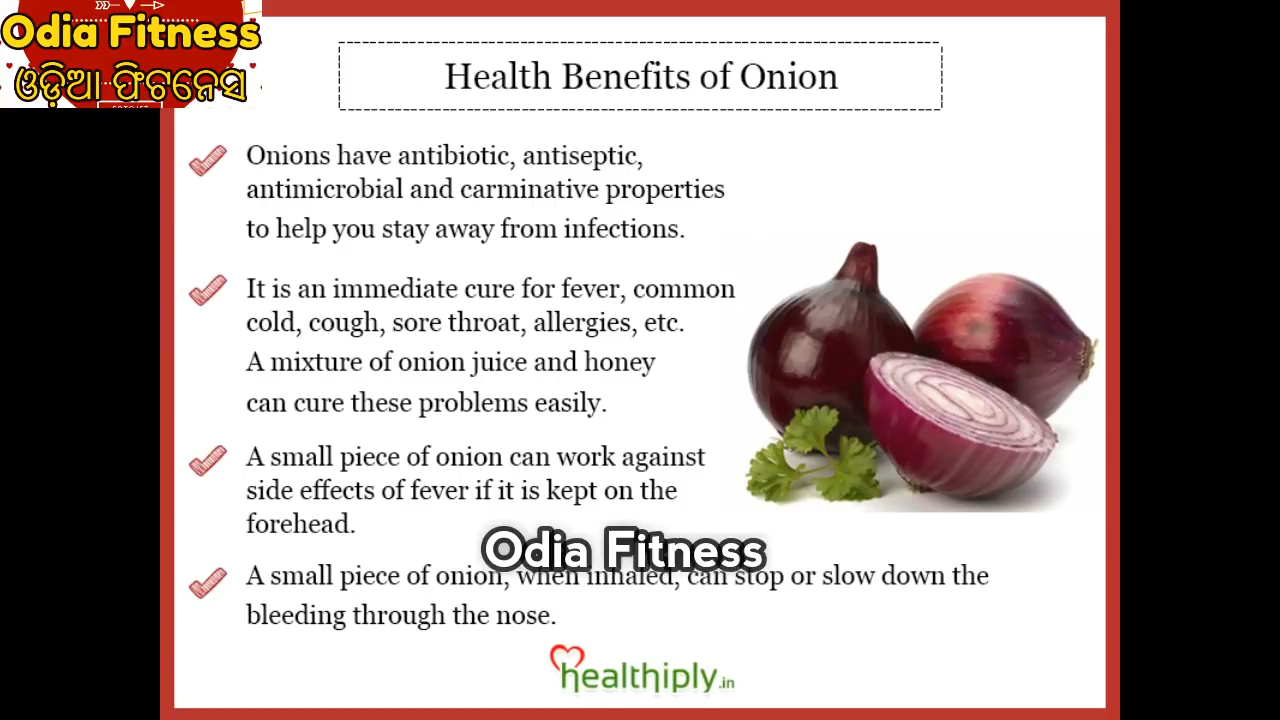 Odia Fitness
ଓଡ଼ିଆ ଫିଟନେସ
Health Benefits of Onion
Onions have antibiotic, antiseptic,
antimicrobial and carminative properties
to help you stay away from infections.
It is an immediate cure for fever, common
cold, cough, sore throat, allergies, etc.
A mixture of onion juice and honey
can cure these problems easily.
A small piece of onion can work against
side effects of fever if it is kept on the
forehead.
Odia Fitness
A small piece of onion, when inhaled, can stop or slow down the
bleeding through the nose.
healthiply.in